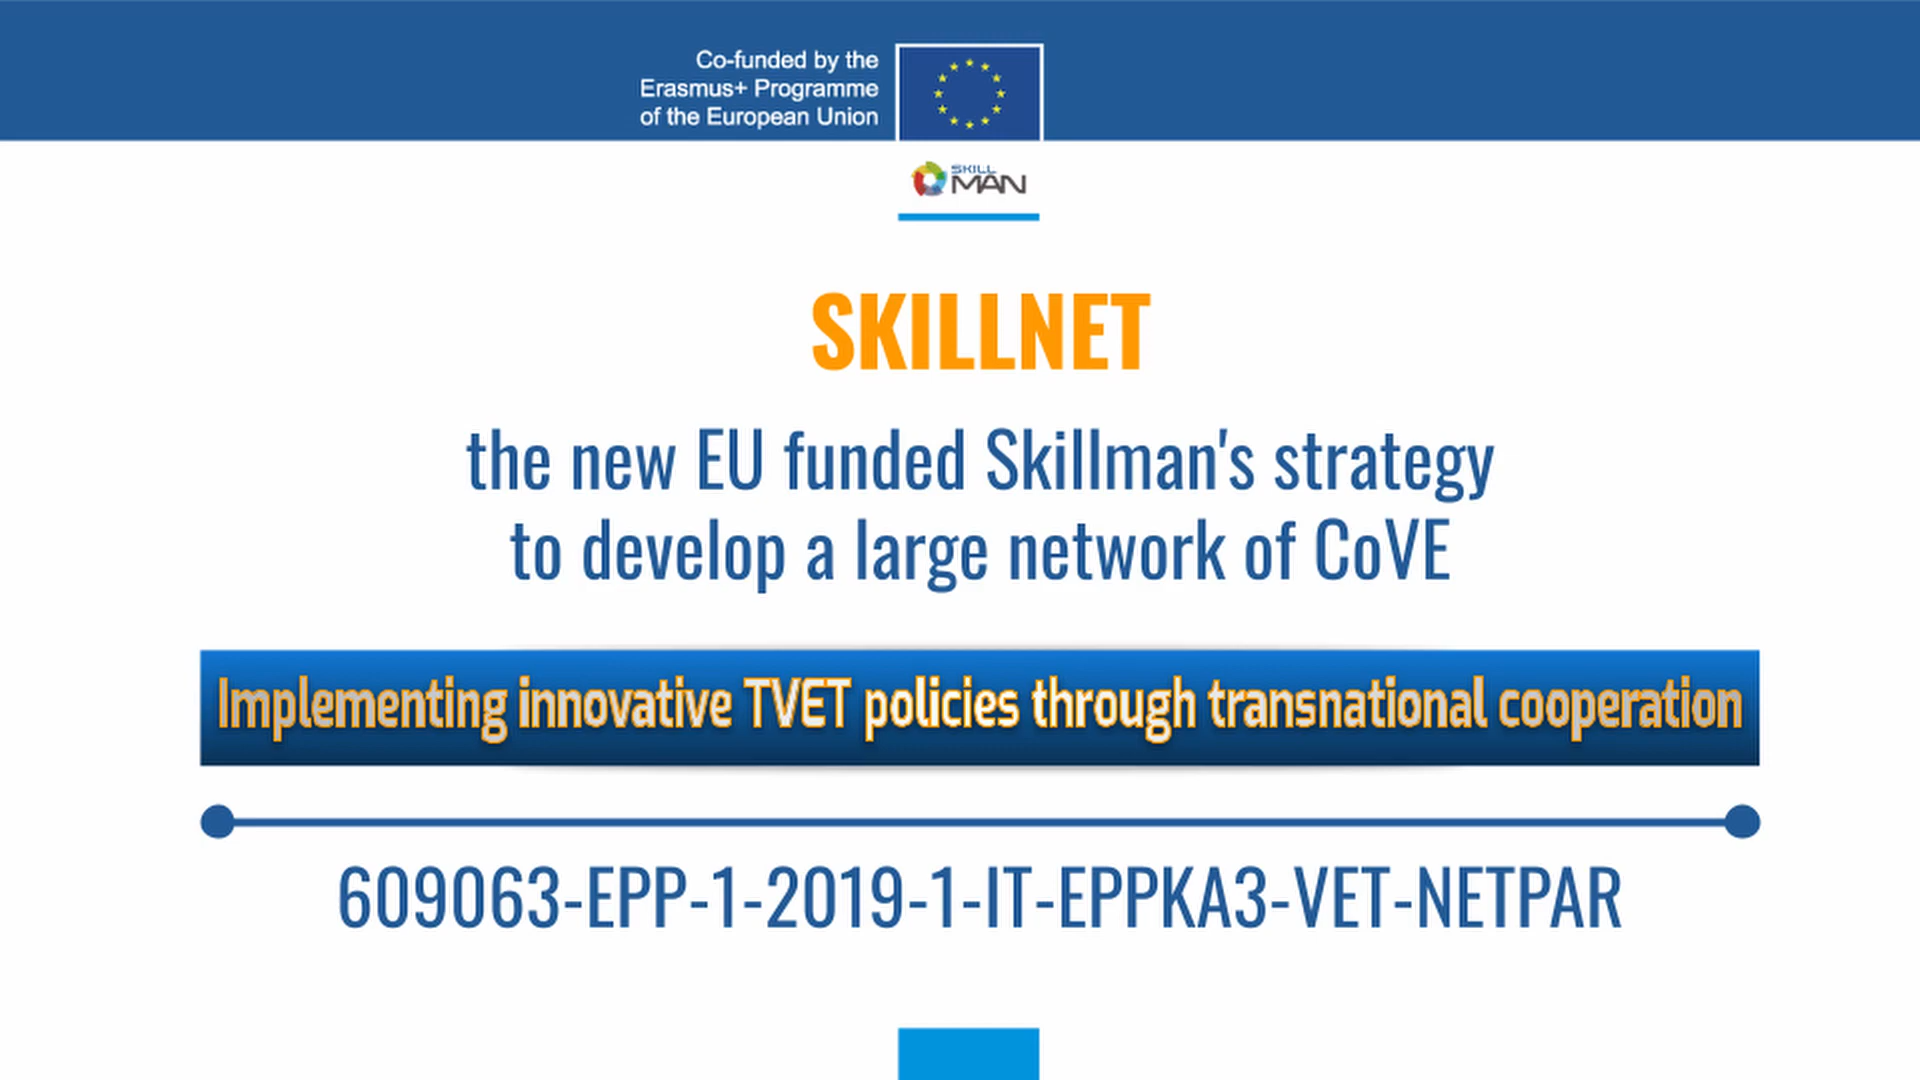 Co-funded by the
Erasmus+ Programme
of the European Union
SKILL
MAN
SKILLNET
the new EU funded Skillman's strategy
to develop a large network of CoVE
Implementing innovative TVET policies through transnational cooperation
609063-EPP-1-2019-1-IT-EPPKA3-VET-NETPAR